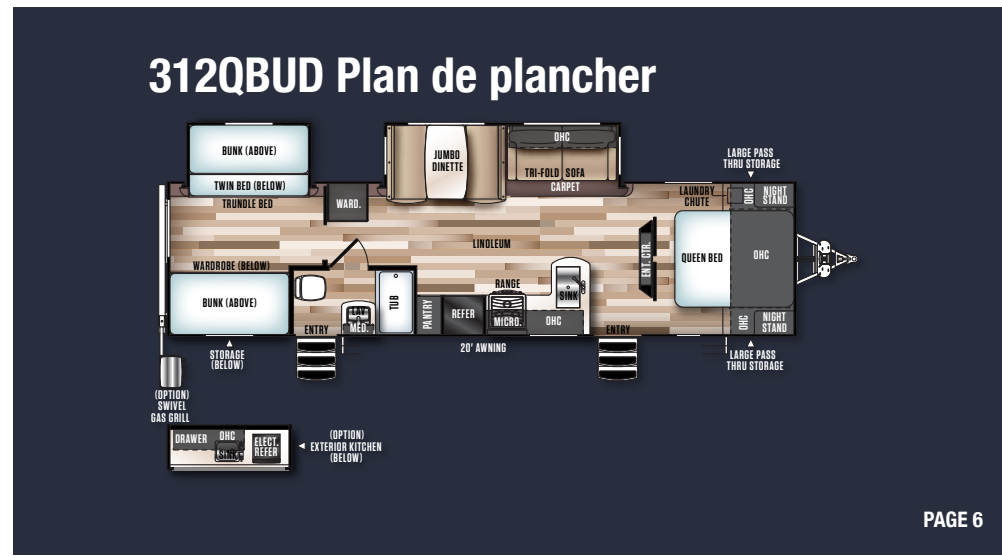 312QBUD Plan de plancher
BUNK (ABOVE)
TWIN BED (BELOW)
TRUNDLE BED
WARD.
JUMBO
DINETTE
OHC
TRI-FOLD SOFA
CARPET
LARGE PASS
THRU STORAGE
LAUNDRY
CHUTE
OHC
NIGHT
STAND
LINOLEUM
ENT. CTR.
QUEEN BED
OHC
WARDROBE (BELOW)
BUNK (ABOVE)
ENTRY
LAV
MED.
TUB
PANTRY
REFER
RANGE
MICRO.
SINK
OHC
ENTRY
OHC
NIGHT
STAND
STORAGE
(BELOW)
20' AWNING
LARGE PASS
THRU STORAGE
(OPTION)
SWIVEL
GAS GRILL
DRAWER
OHC
SINK
ELECT.
REFER
(OPTION)
EXTERIOR KITCHEN
(BELOW)
PAGE 6